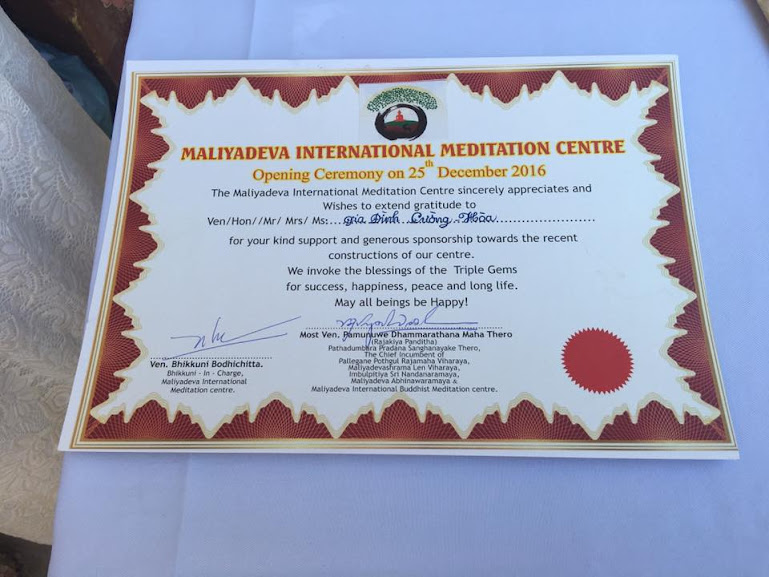 MALIYADEVA INTERNATIONAL MEDITATION CENTRE
Opening Ceremony on 25th December 2016
The Maliyadeva International Meditation Centre sincerely appreciates and
Wishes to extend gratitude to
Ven/Hon//Mr/ Mrs/ Ms:....Gia Đình Cường Hòa......................
for your kind support and generous sponsorship towards the recent
constructions of our centre.
We invoke the blessings of the Triple Gems
for success, happiness, peace and long life.
May all beings be Happy!
Ven. Bhikkuni Bodhichitta.
Bhikkuni - In - Charge,
Maliyadeva International
Meditation centre.
Most Ven. Pamunuwe Dhammarathana Maha Thero
(Rajakiya Panditha)
Pathadumbara Pradana Sanghanayake Thero,
The Chief Incumbent of
Pallegane Pothgul Rajamaha Viharaya,
Maliyadevashrama Len Viharaya,
Imbulpitiya Sri Nandanaramaya,
Maliyadeva Abhinawaramaya &
Maliyadeva International Buddhist Meditation centre.